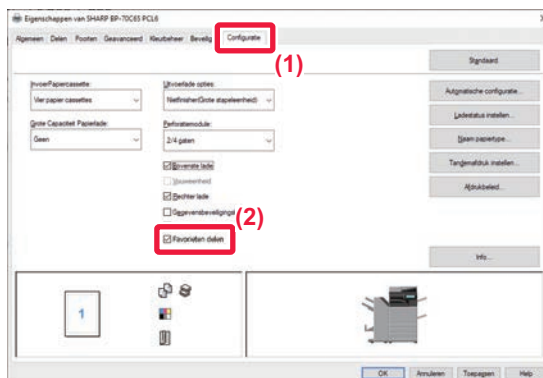 Eigenschappen van SHARP BP-70C65 PCL6
Algemeen Delen Poorten Geavanceerd Kleurbeheer Beveilig Configuratie
(1)
Standaard
InvoerPapiercassette:
Vier papier cassettes
Uitvoerlade opties:
Nietfinisher(Grote stapeleenheid)
Automatische configuratie...
Ladestatus instellen...
Grote Capaciteit Papierlade:
Geen
Perforatiemodule:
2/4 gaten
Naam papiertype...
Bovenste lade
Tandemafdruk instellen...
Vouweenheid
Rechter lade
Afdrukbeleid...
Gegevensbeveiligingsl
(2)
Favorieten delen
Info...
1
OK Annuleren Toepassen Help